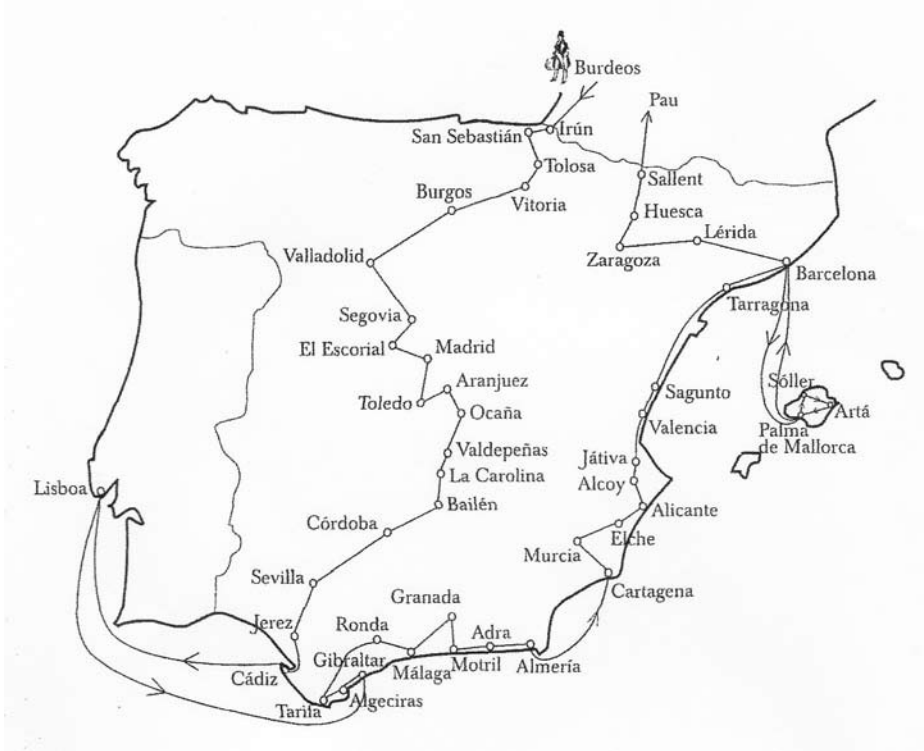 Burdeos
Pau
San Sebastián
Irún
Tolosa
Sallent
Vitoria
Burgos
Huesca
Lérida
Valladolid
Zaragoza
Barcelona
Tarragona
Segovia
El Escorial
Madrid
Aranjuez
Sóller
Sagunto
Toledo
Ocaña
Artá
Valencia
Palma
de Mallorca
Valdepeñas
Játiva
La Carolina
Alcoy
Lisboa
Bailén
Alicante
Córdoba
Elche
Murcia
Sevilla
Cartagena
Granada
Jerez
Ronda
Adra
Gibraltar
Málaga
Motril
Almería
Cádiz
Algeciras
Tarifa